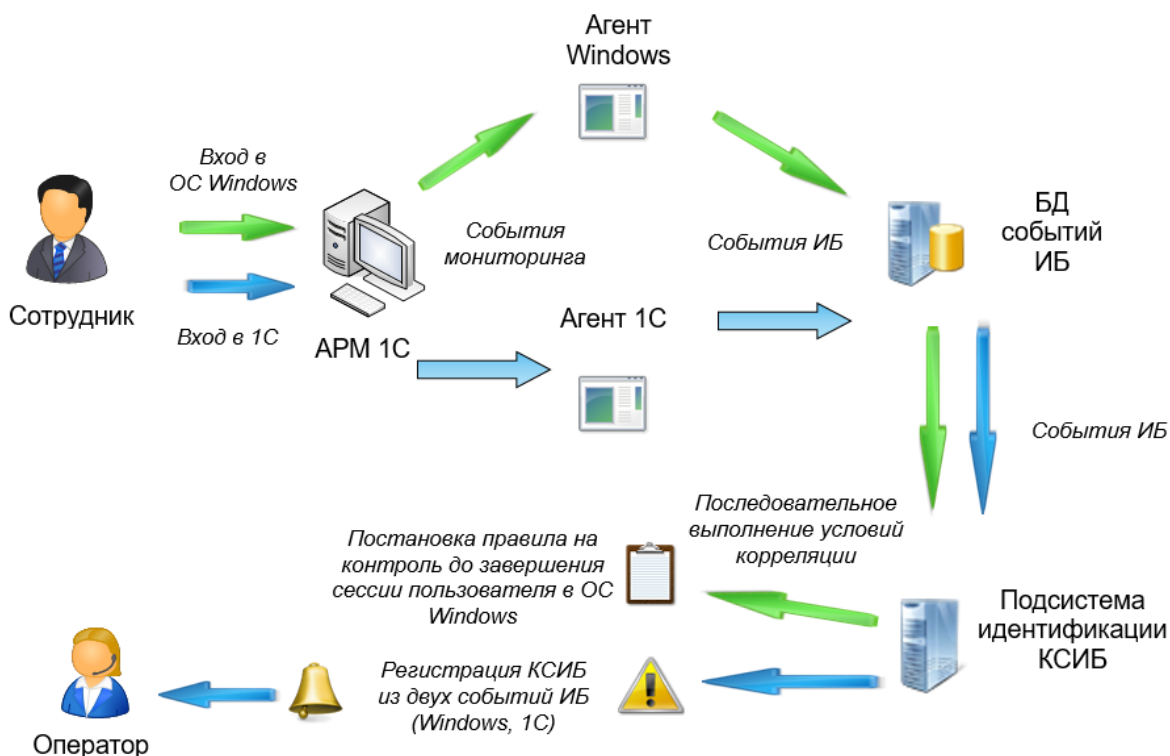 Агент
Windows
Вход в
ОС Windows
События
мониторинга
События ИБ
БД
событий
ИБ
Сотрудник
Вход в 1С
АРМ 1С
Агент 1С
События ИБ
Последовательное
выполнение условий
корреляции
Постановка правила на
контроль до завершения
сессии пользователя в ОС
Windows
Подсистема
идентификации
КСИБ
Регистрация КСИБ
из двух событий ИБ
(Windows, 1С)
Оператор